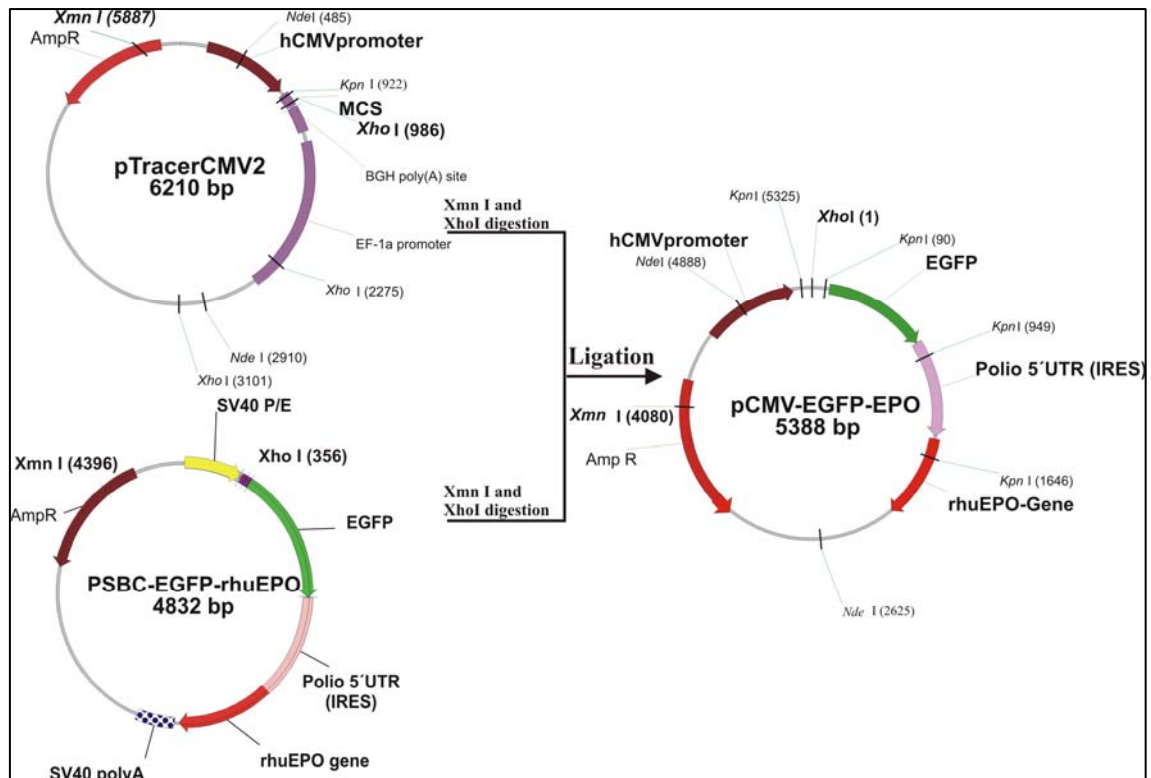 Xmn I (5887)
AmpR
NdeI (485)
hCMVpromoter
Kpn I (922)
MCS
Xho I (986)
pTracerCMV2
6210 bp
BGH poly(A) site
EF-1a promoter
Xho I (2275)
Nde I (2910)
Xho I (3101)
Xmn I and
XhoI digestion
SV40 P/E
Xmn I (4396)
Xho I (356)
AmpR
EGFP
PSBC-EGFP-rhuEPO
4832 bp
Polio 5´UTR
(IRES)
rhuEPO gene
SV40 polyA
Xmn I and
XhoI digestion
Ligation
KpnI (5325)
XhoI (1)
hCMVpromoter
NdeI (4888)
KpnI (90)
EGFP
KpnI (949)
Polio 5´UTR (IRES)
Xmn I (4080)
pCMV-EGFP-EPO
5388 bp
Amp R
Kpn I (1646)
rhuEPO-Gene
Nde I (2625)